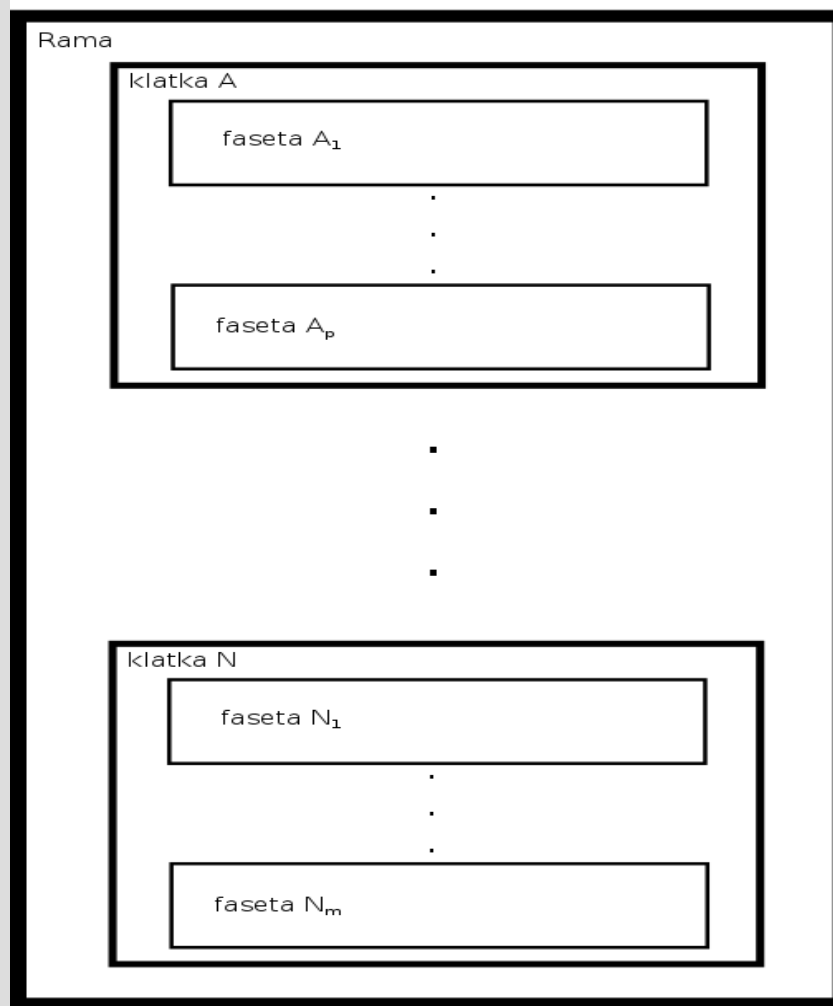 Rama
klatka A
faseta A₁
faseta Aₚ
klatka N
faseta N₁
faseta Nₘ